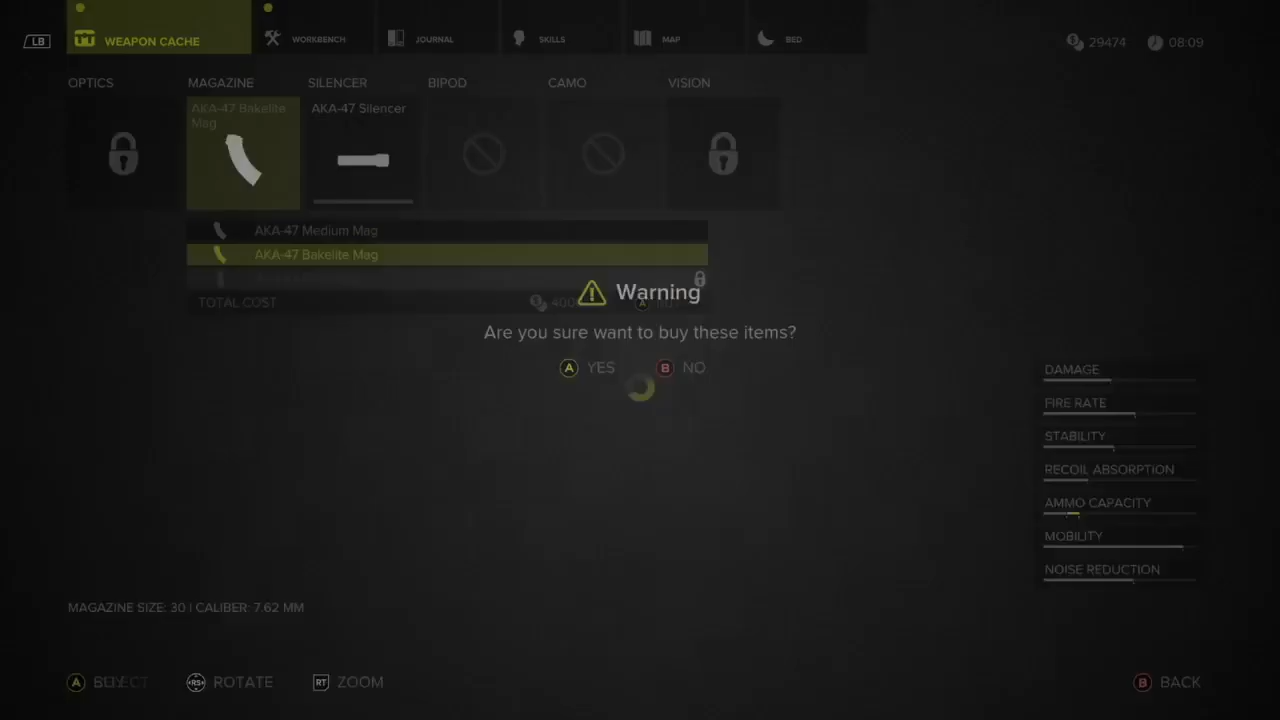 LB WEAPON CACHE WORKBENCH JOURNAL SKILLS MAP BED 29474 08:09
OPTICS MAGAZINE SILENCER BIPOD CAMO VISION
AKA-47 Bakelite
Mag
AKA-47 Silencer
AKA-47 Medium Mag
AKA-47 Bakelite Mag
TOTAL COST 400 A
Warning
Are you sure want to buy these items?
A YES B NO
DAMAGE
FIRE RATE
STABILITY
RECOIL ABSORPTION
AMMO CAPACITY
MOBILITY
NOISE REDUCTION
MAGAZINE SIZE: 30 | CALIBER: 7.62 MM
A RS ROTATE RT ZOOM B BACK